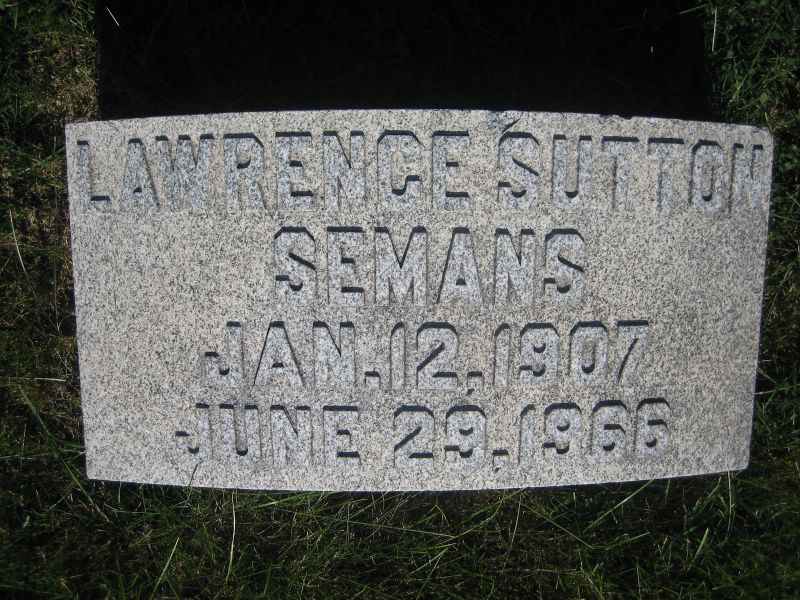 LAWRENCE SUTTON
SEMANS
JAN. 12, 1907
JUNE 29, 1966